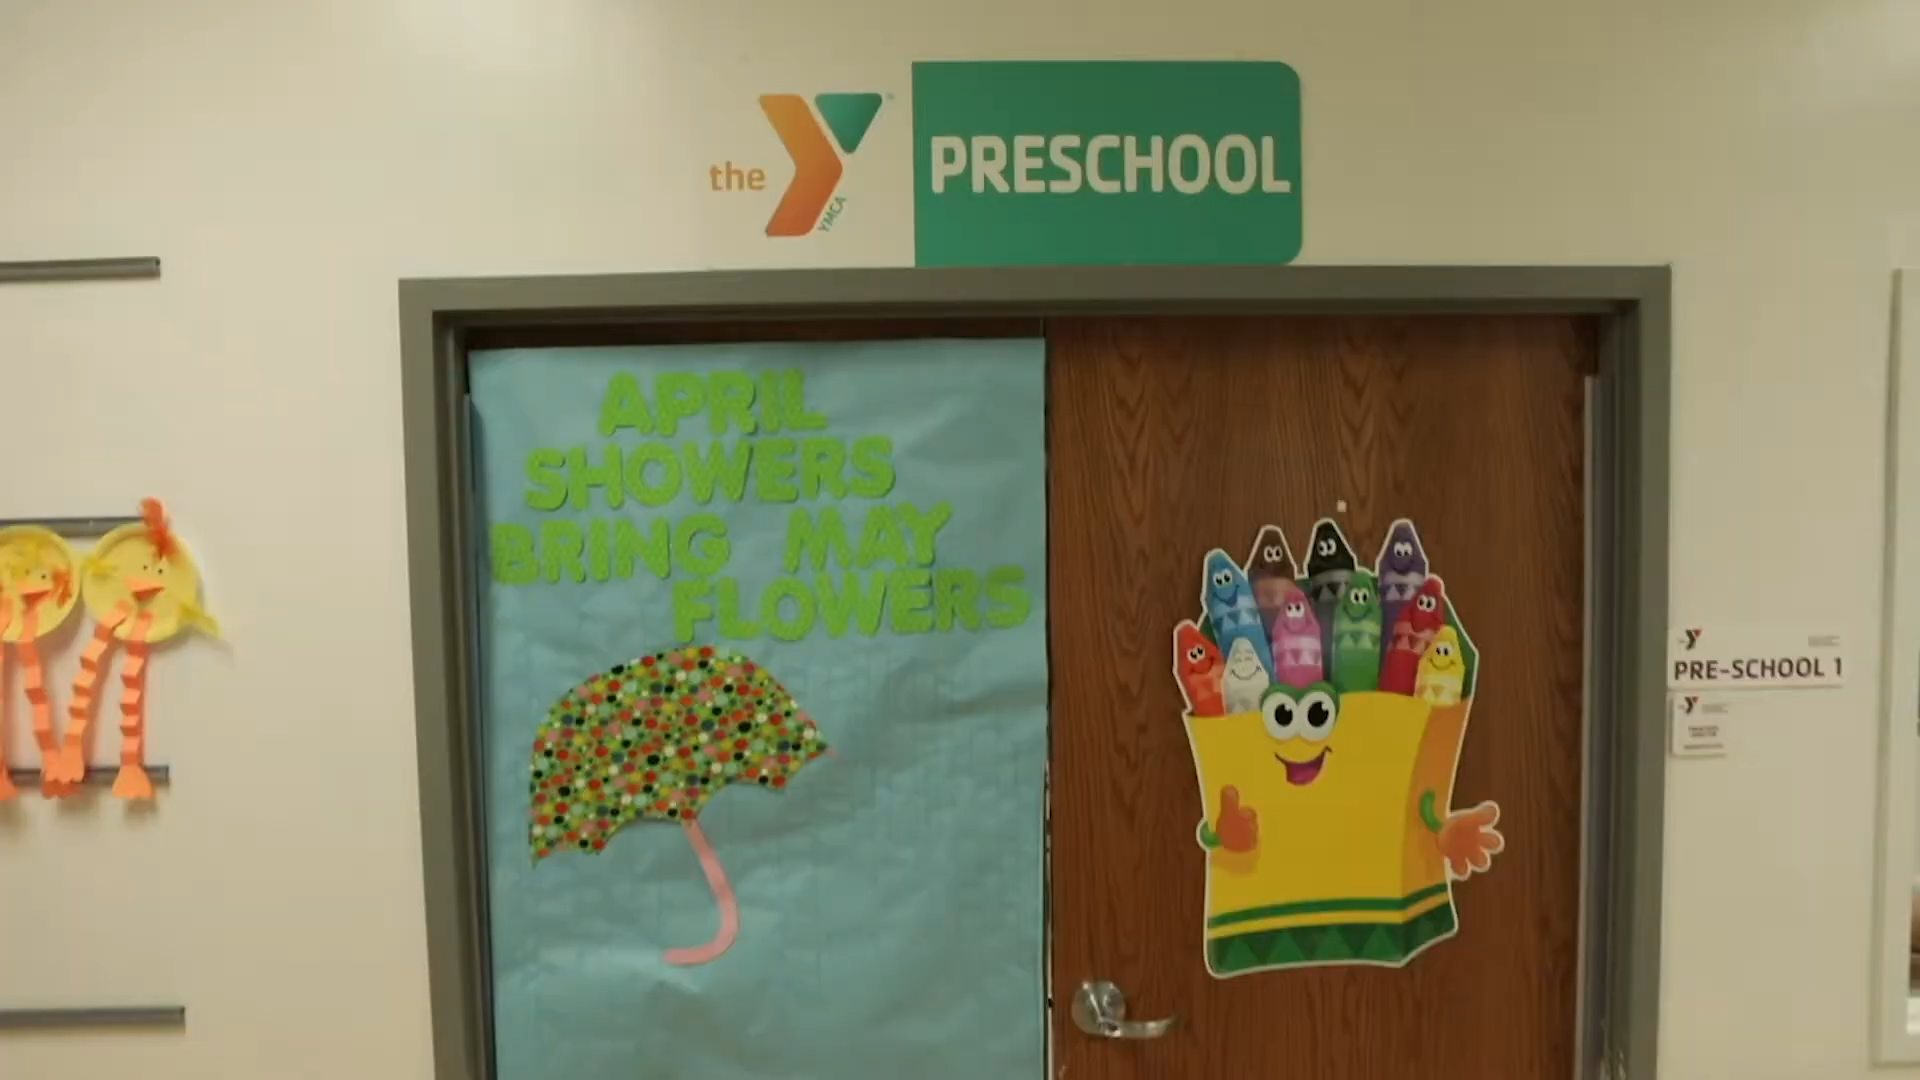 the
YMCA
PRESCHOOL
APRIL
SHOWERS
BRING MAY
FLOWERS
PRE-SCHOOL 1